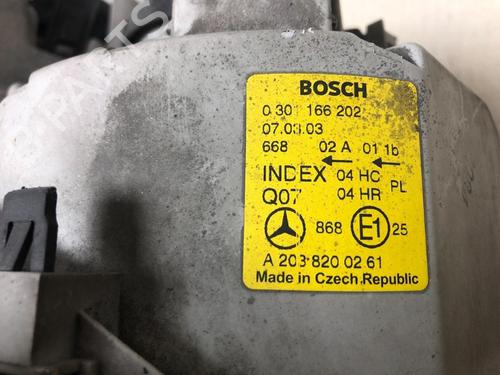 BOSCH
0 301 166 202
07.03.03
668 02 A 01 1b
INDEX 04 HC PL
Q07 04 HR
868 E1 25
A 203 820 02 61
Made in Czech Republic